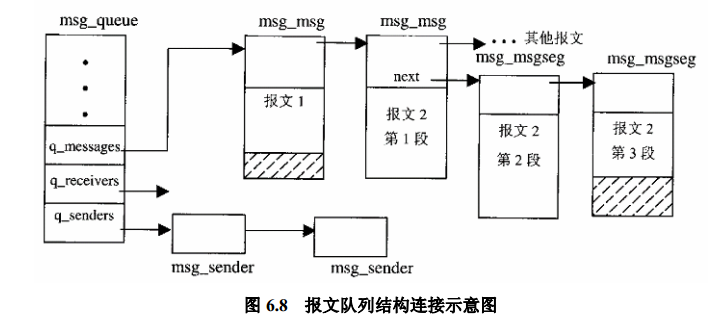 msg_queue
msg_msg
msg_msg
其他报文
msg_msgseg
msg_msgseg
next
报文 1
报文 2
第 1 段
报文 2
第 2 段
报文 2
第 3 段
q_messages
q_receivers
q_senders
msg_sender
msg_sender
图 6.8 报文队列结构连接示意图